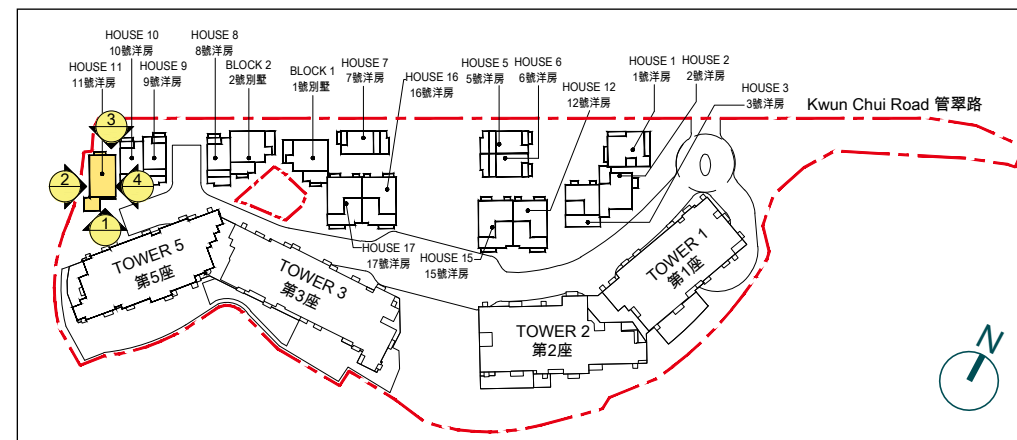 HOUSE 10
10號洋房
HOUSE 11
11號洋房
HOUSE 9
9號洋房
HOUSE 8
8號洋房
BLOCK 2
2號別墅
BLOCK 1
1號別墅
HOUSE 7
7號洋房
HOUSE 16
16號洋房
HOUSE 5
5號洋房
HOUSE 6
6號洋房
HOUSE 12
12號洋房
HOUSE 1
1號洋房
HOUSE 2
2號洋房
HOUSE 3
3號洋房
Kwun Chui Road 管翠路
3
2
4
1
HOUSE 17
17號洋房
HOUSE 15
15號洋房
TOWER 5
第5座
TOWER 3
第3座
TOWER 2
第2座
TOWER 1
第1座
N